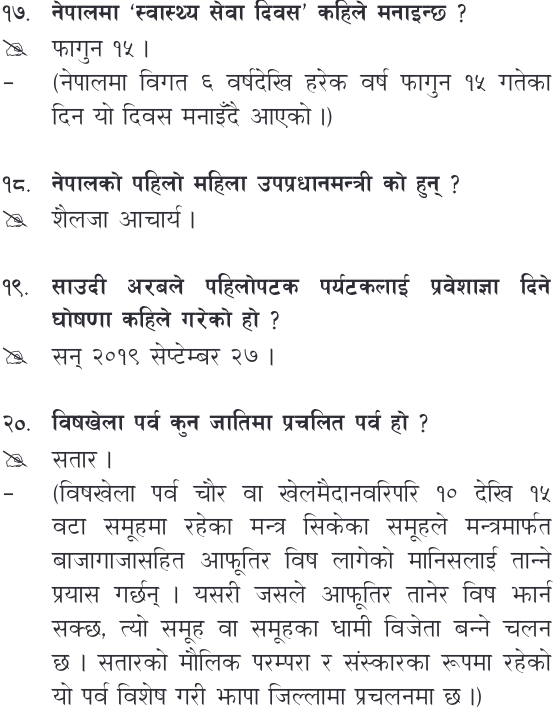 १७. नेपालमा ‘स्वास्थ्य सेवा दिवस’ कहिले मनाइन्छ ?
फागुन १५ ।
– (नेपालमा विगत ६ वर्षदेखि हरेक वर्ष फागुन १५ गतेका
दिन यो दिवस मनाइँदै आएको ।)
१८. नेपालको पहिलो महिला उपप्रधानमन्त्री को हुन् ?
शैलजा आचार्य ।
१९. साउदी अरबले पहिलोपटक पर्यटकलाई प्रवेशाज्ञा दिने
घोषणा कहिले गरेको हो ?
सन् २०१९ सेप्टेम्बर २७ ।
२०. विषखेला पर्व कुन जातिमा प्रचलित पर्व हो ?
सतार ।
– (विषखेला पर्व चौर वा खेलमैदानवरिपरि १० देखि १५
वटा समूहमा रहेका मन्त्र सिकेका समूहले मन्त्रमार्फत
बाजागाजासहित आफूतिर विष लागेको मानिसलाई तान्ने
प्रयास गर्छन् । यसरी जसले आफूतिर तानेर विष झार्न
सक्छ, त्यो समूह वा समूहका धामी विजेता बन्ने चलन
छ । सतारको मौलिक परम्परा र संस्कारका रूपमा रहेको
यो पर्व विशेष गरी झापा जिल्लामा प्रचलनमा छ ।)